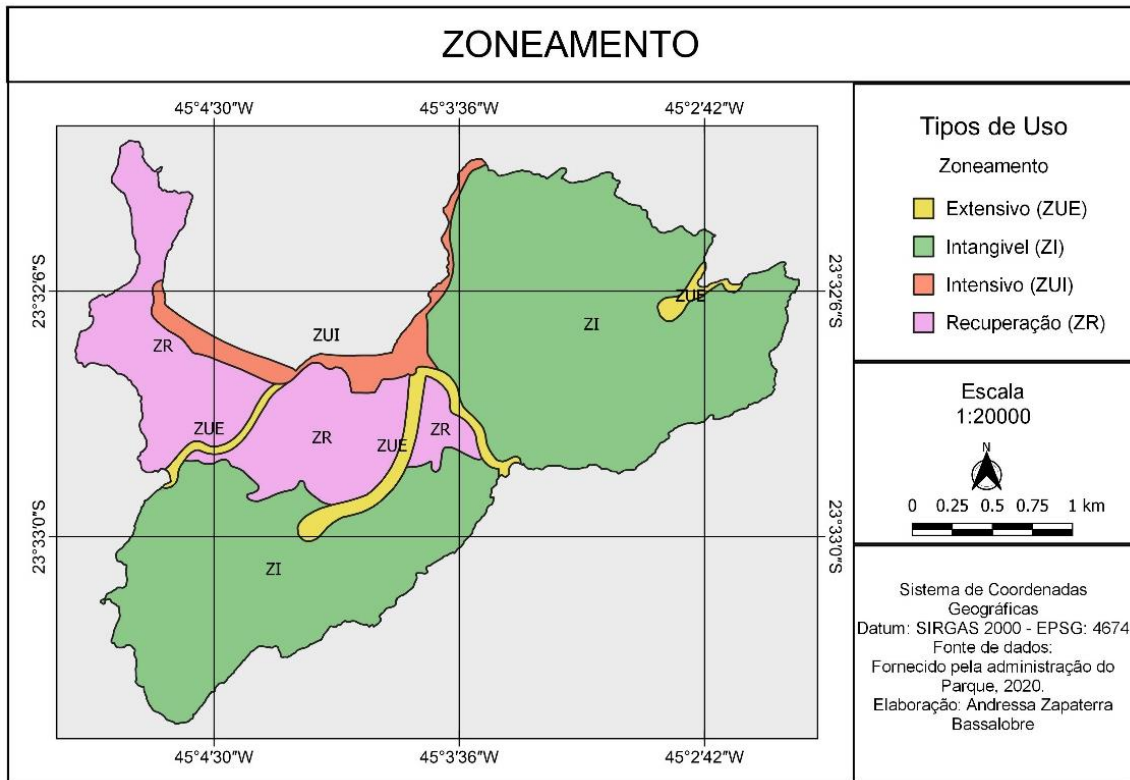 ZONEAMENTO
45°4'30"W 45°3'36"W 45°2'42"W
23°32'6"S
23°33'0"S
ZUE
ZI
ZUI
ZR
ZUE
ZR
ZUE
ZR
ZI
23°32'6"S
23°33'0"S
45°4'30"W 45°3'36"W 45°2'42"W
Tipos de Uso
Zoneamento
Extensivo (ZUE)
Intangivel (ZI)
Intensivo (ZUI)
Recuperação (ZR)
Escala
1:20000
N
0 0.25 0.5 0.75 1 km
Sistema de Coordenadas
Geográficas
Datum: SIRGAS 2000 - EPSG: 4674
Fonte de dados:
Fornecido pela administração do
Parque, 2020.
Elaboração: Andressa Zapaterra
Bassalobre